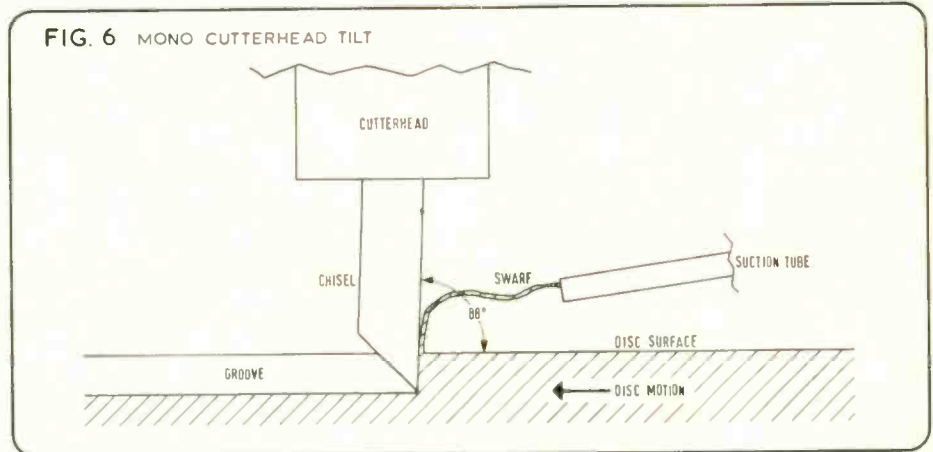 FIG. 6 MONO CUTTERHEAD TILT
CUTTERHEAD
CHISEL
SWARF
SUCTION TUBE
88°
DISC SURFACE
GROOVE
DISC MOTION